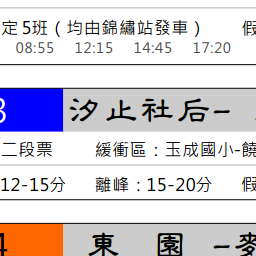 定5班（均由錦繡站發車） 假
08:55 12:15 14:45 17:20
3 汐止社后-
二段票 緩衝區：玉成國小-饒
12-15分 離峰：15-20分 假
4 東 園 -麥